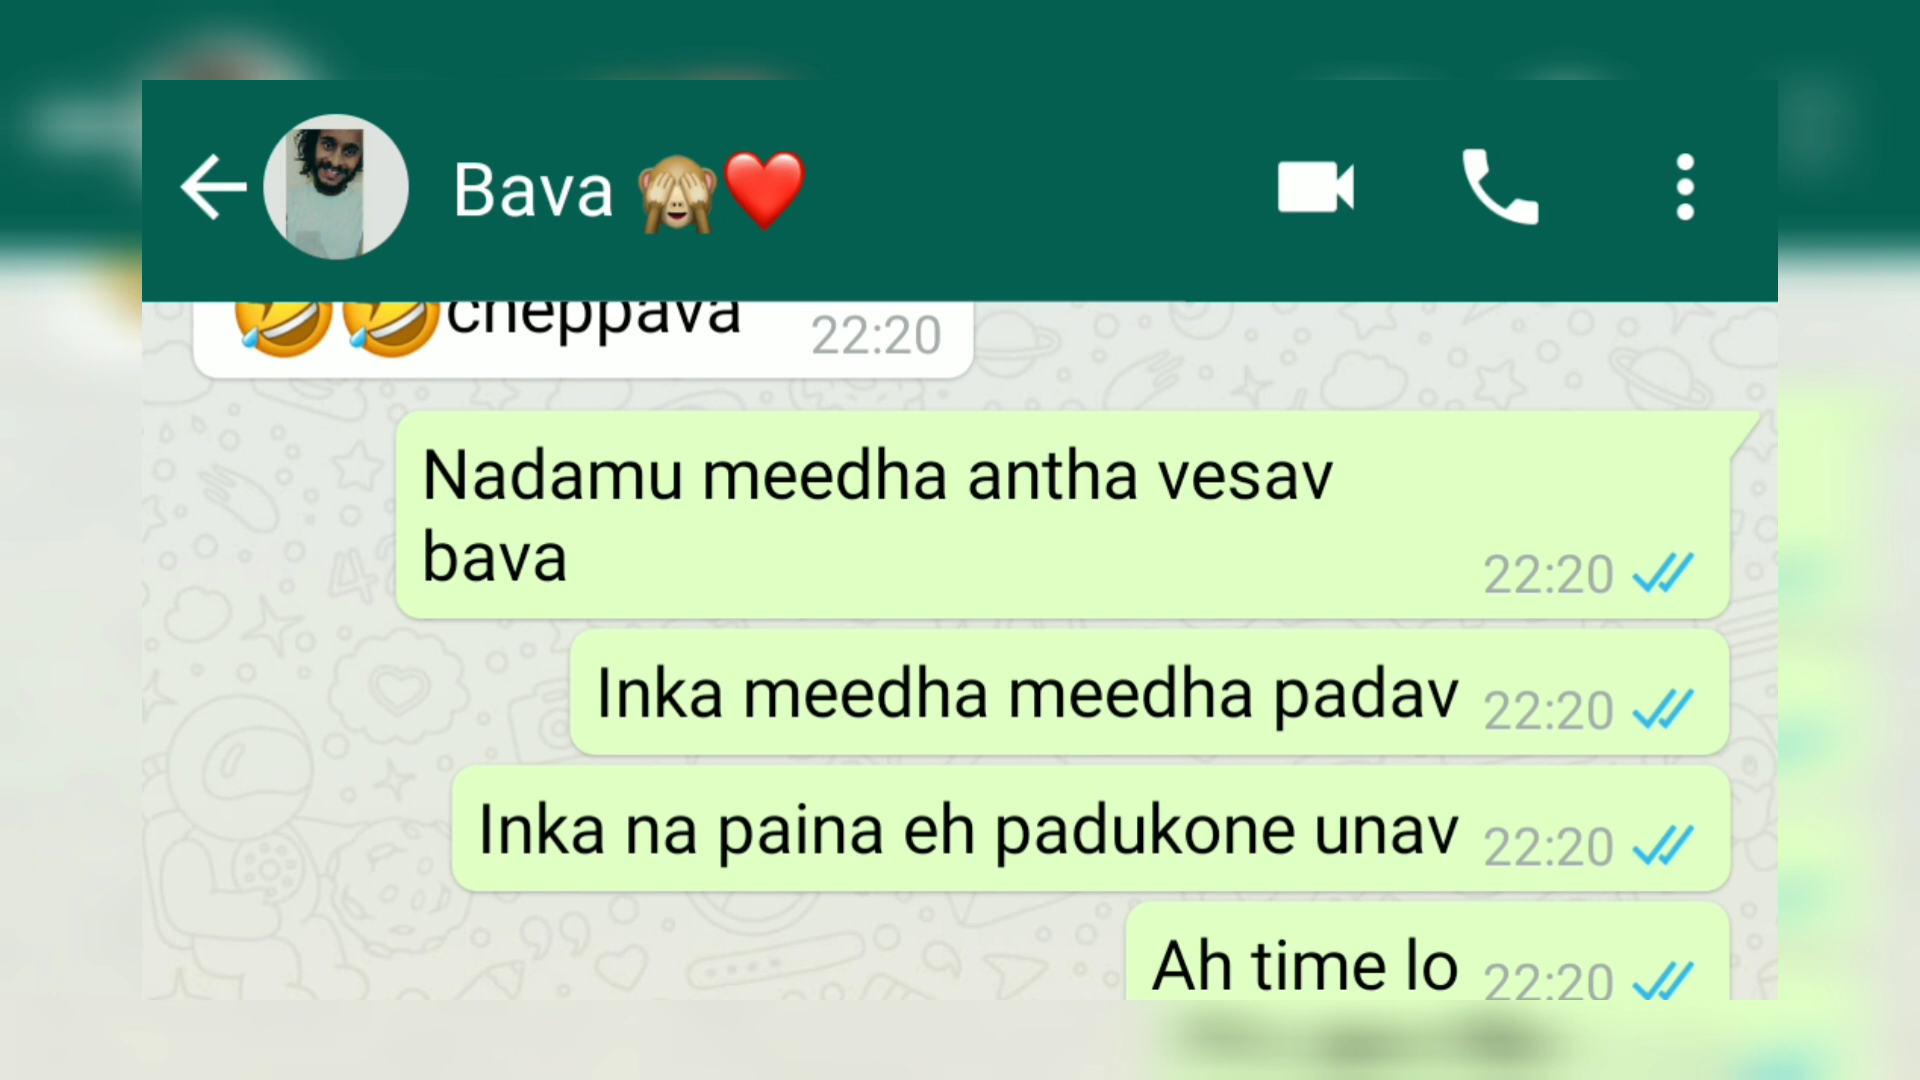 Bava 🙈❤️
🤣🤣cheppava 22:20
Nadamu meedha antha vesav
bava 22:20
Inka meedha meedha padav 22:20
Inka na paina eh padukone unav 22:20
Ah time lo 22:20